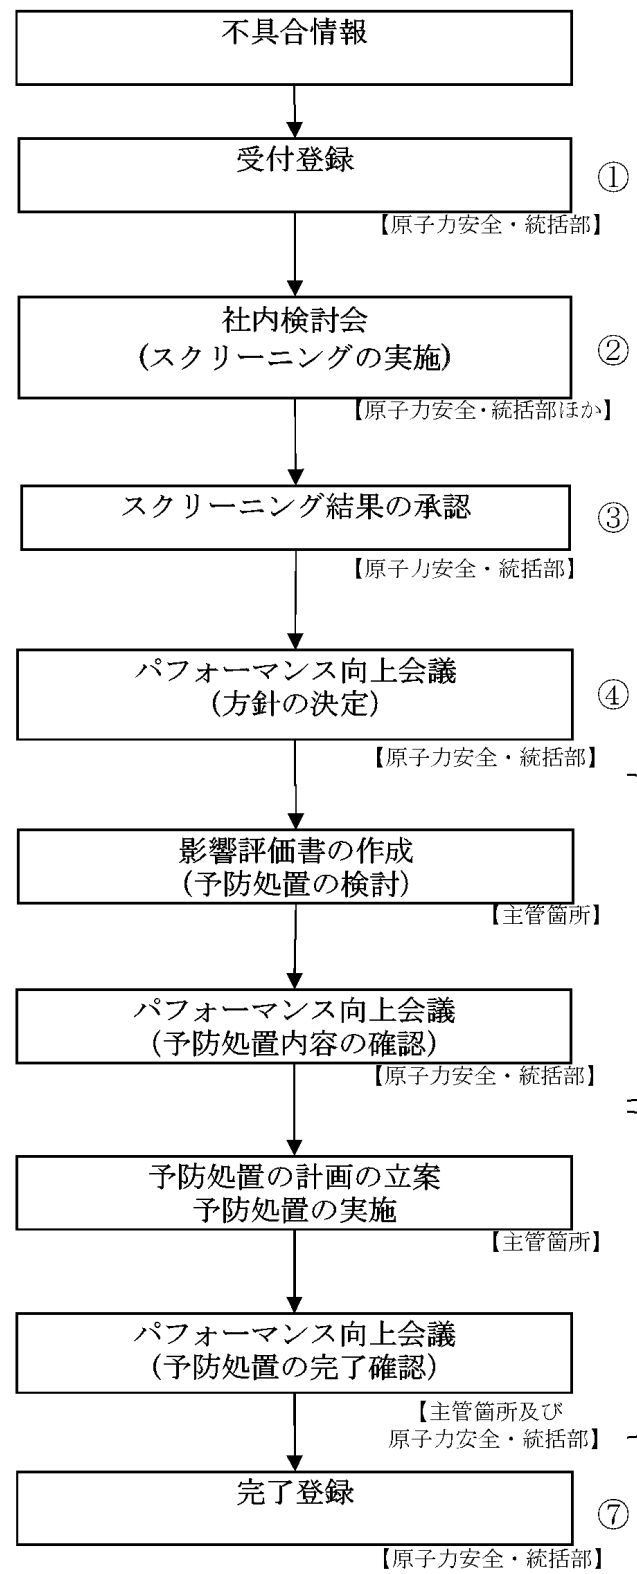 不具合情報
受付登録
①
【原子力安全・統括部】
社内検討会
(スクリーニングの実施)
②
【原子力安全・統括部ほか】
スクリーニング結果の承認
③
【原子力安全・統括部】
パフォーマンス向上会議
(方針の決定)
④
【原子力安全・統括部】
影響評価書の作成
(予防処置の検討)
【主管箇所】
パフォーマンス向上会議
(予防処置内容の確認)
【原子力安全・統括部】
予防処置の計画の立案
予防処置の実施
【主管箇所】
パフォーマンス向上会議
(予防処置の完了確認)
【主管箇所及び
原子力安全・統括部】
完了登録
⑦
【原子力安全・統括部】